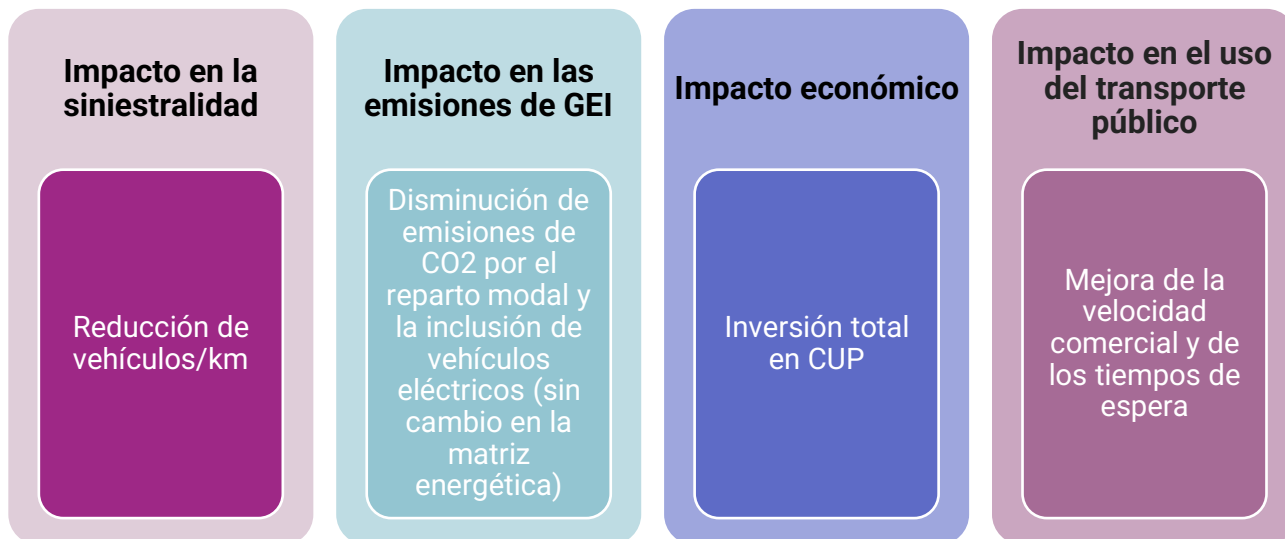 Impacto en la
siniestralidad
Reducción de
vehículos/km
Impacto en las
emisiones de GEI
Disminución de
emisiones de
CO2 por el
reparto modal y
la inclusión de
vehículos
eléctricos (sin
cambio en la
matriz
energética)
Impacto económico
Inversión total
en CUP
Impacto en el uso
del transporte
público
Mejora de la
velocidad
comercial y de
los tiempos de
espera